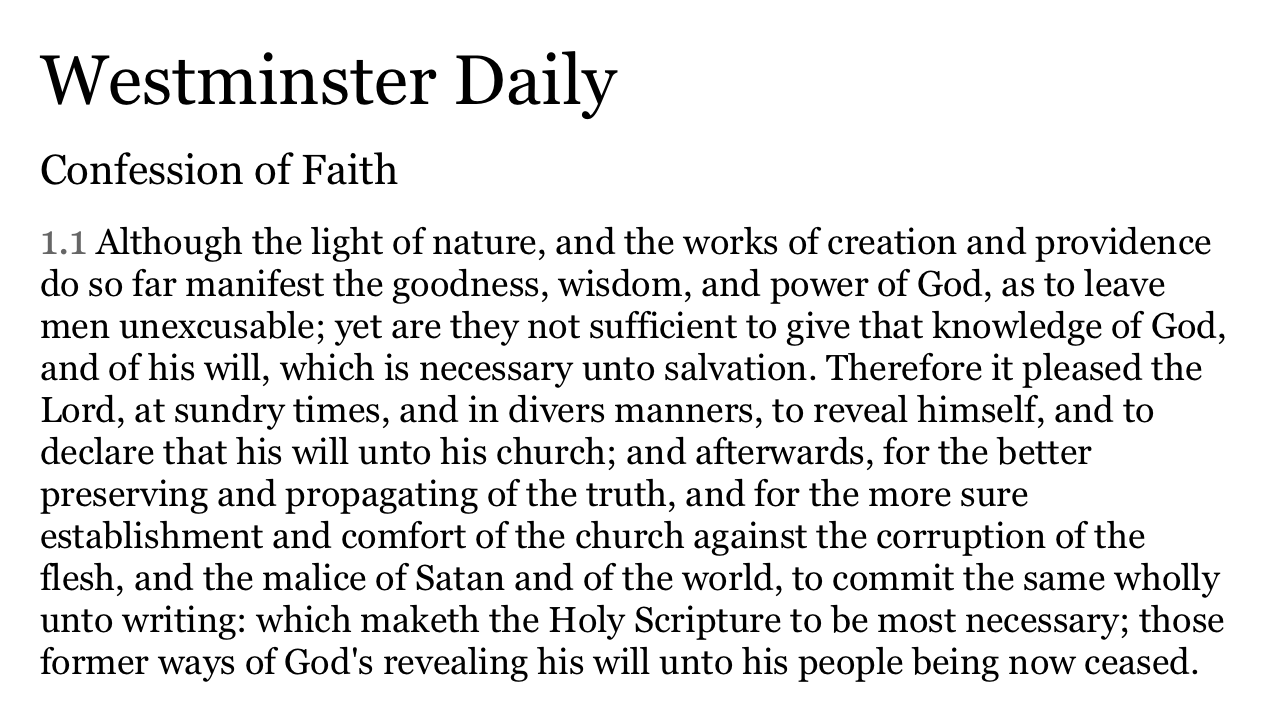 Westminster Daily
Confession of Faith
1.1 Although the light of nature, and the works of creation and providence
do so far manifest the goodness, wisdom, and power of God, as to leave
men unexcusable; yet are they not sufficient to give that knowledge of God,
and of his will, which is necessary unto salvation. Therefore it pleased the
Lord, at sundry times, and in divers manners, to reveal himself, and to
declare that his will unto his church; and afterwards, for the better
preserving and propagating of the truth, and for the more sure
establishment and comfort of the church against the corruption of the
flesh, and the malice of Satan and of the world, to commit the same wholly
unto writing: which maketh the Holy Scripture to be most necessary; those
former ways of God's revealing his will unto his people being now ceased.